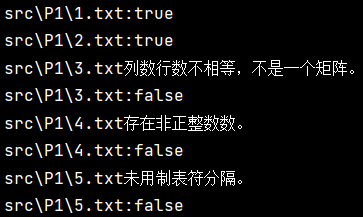 src\P1\1.txt:true
src\P1\2.txt:true
src\P1\3.txt列数行数不相等，不是一个矩阵。
src\P1\3.txt:false
src\P1\4.txt存在非正整数数。
src\P1\4.txt:false
src\P1\5.txt未用制表符分隔。
src\P1\5.txt:false